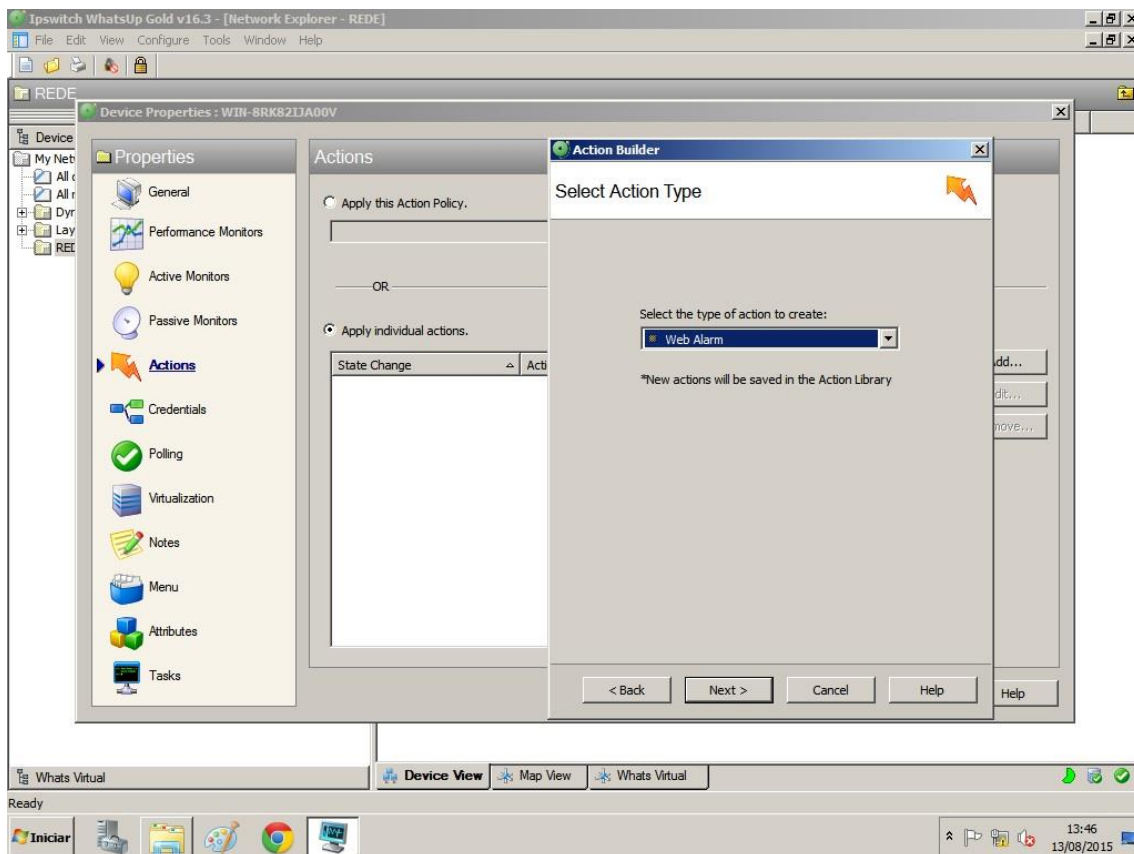 Ipswitch WhatsUp Gold v16.3 - [Network Explorer - REDE]
File Edit View Configure Tools Window Help
REDE
Device Properties : WIN-8RK82IJA00V
Device
My Net
All
All
Dyr
Lay
RED
Properties
General
Performance Monitors
Active Monitors
Passive Monitors
Actions
Credentials
Polling
Virtualization
Notes
Menu
Attributes
Tasks
Actions
Apply this Action Policy.
OR
Apply individual actions.
State Change Acti
Action Builder
Select Action Type
Select the type of action to create:
Web Alarm
*New actions will be saved in the Action Library
< Back Next > Cancel Help
dd...
dit...
move...
Help
Whats Virtual
Device View Map View Whats Virtual
Ready
Iniciar
13:46
13/08/2015